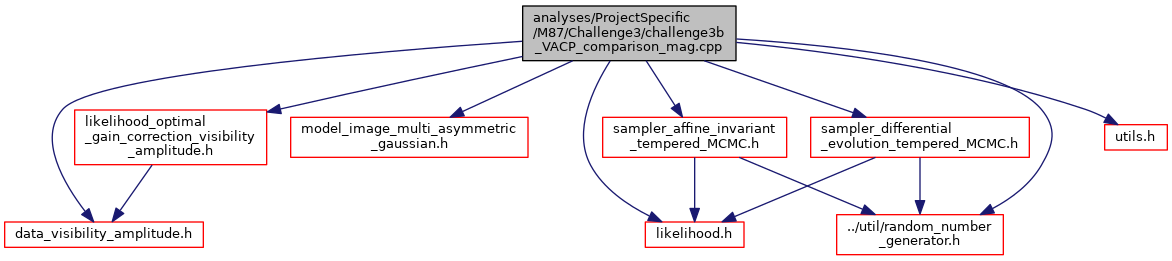 analyses/ProjectSpecific
/M87/Challenge3/challenge3b
_VACP_comparison_mag.cpp
likelihood_optimal
_gain_correction_visibility
_amplitude.h
model_image_multi_asymmetric
_gaussian.h
sampler_affine_invariant
_tempered_MCMC.h
sampler_differential
_evolution_tempered_MCMC.h
utils.h
data_visibility_amplitude.h
likelihood.h
../util/random_number
_generator.h